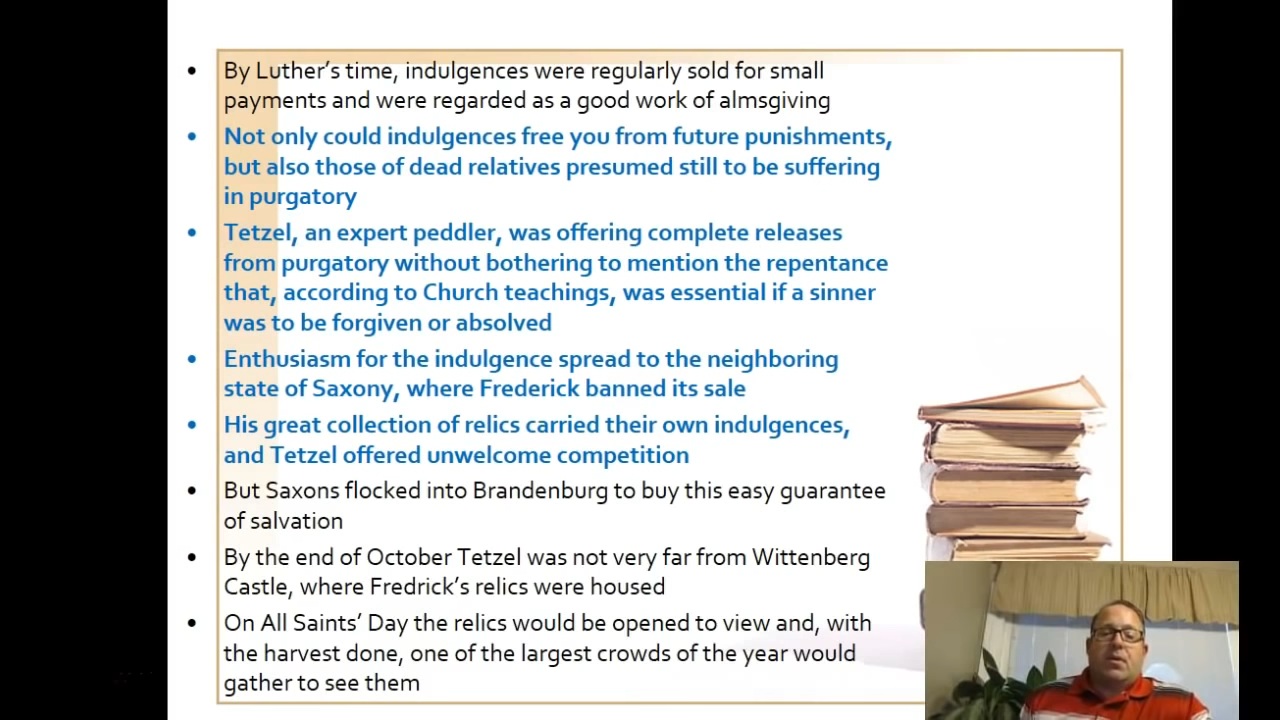 • By Luther's time, indulgences were regularly sold for small
payments and were regarded as a good work of almsgiving
• Not only could indulgences free you from future punishments,
but also those of dead relatives presumed still to be suffering
in purgatory
• Tetzel, an expert peddler, was offering complete releases
from purgatory without bothering to mention the repentance
that, according to Church teachings, was essential if a sinner
was to be forgiven or absolved
• Enthusiasm for the indulgence spread to the neighboring
state of Saxony, where Frederick banned its sale
• His great collection of relics carried their own indulgences,
and Tetzel offered unwelcome competition
• But Saxons flocked into Brandenburg to buy this easy guarantee
of salvation
• By the end of October Tetzel was not very far from Wittenberg
Castle, where Fredrick's relics were housed
• On All Saints' Day the relics would be opened to view and, with
the harvest done, one of the largest crowds of the year would
gather to see them